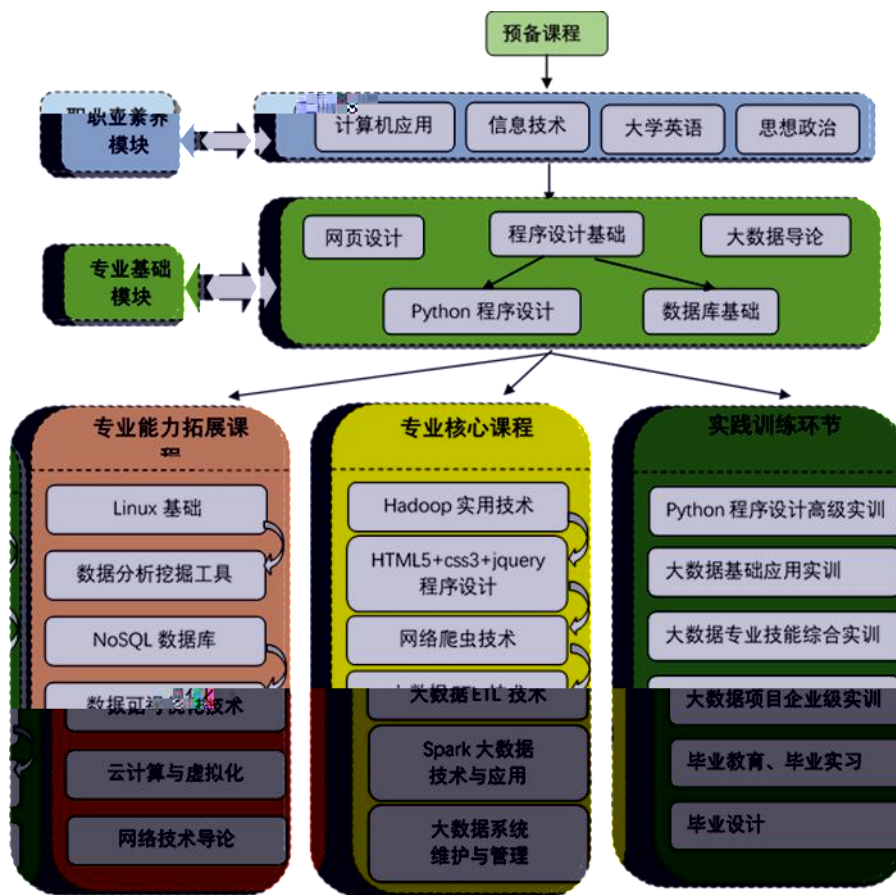 预备课程
职业素养
模块
计算机应用
信息技术
大学英语
思想政治
专业基础
模块
网页设计
程序设计基础
大数据导论
Python 程序设计
数据库基础
专业能力拓展课
程
Linux 基础
数据分析挖掘工具
NoSQL 数据库
数据可视化技术
云计算与虚拟化
网络技术导论
专业核心课程
Hadoop 实用技术
HTML5+css3+jquery
程序设计
网络爬虫技术
大数据ETL 技术
Spark 大数据
技术与应用
大数据系统
维护与管理
实践训练环节
Python 程序设计高级实训
大数据基础应用实训
大数据专业技能综合实训
大数据项目企业级实训
毕业教育、毕业实习
毕业设计